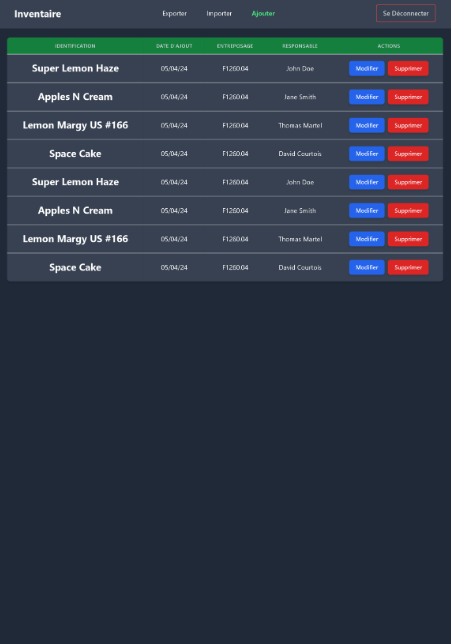 Inventaire Exporter Importer Ajouter Se Déconnecter
IDENTIFICATION DATE D'AJOUT ENTREPOSAGE RESPONSABLE ACTIONS
Super Lemon Haze 05/04/24 F1260.04 John Doe Modifier Supprimer
Apples N Cream 05/04/24 F1260.04 Jane Smith Modifier Supprimer
Lemon Margy US #166 05/04/24 F1260.04 Thomas Martel Modifier Supprimer
Space Cake 05/04/24 F1260.04 David Courtois Modifier Supprimer
Super Lemon Haze 05/04/24 F1260.04 John Doe Modifier Supprimer
Apples N Cream 05/04/24 F1260.04 Jane Smith Modifier Supprimer
Lemon Margy US #166 05/04/24 F1260.04 Thomas Martel Modifier Supprimer
Space Cake 05/04/24 F1260.04 David Courtois Modifier Supprimer